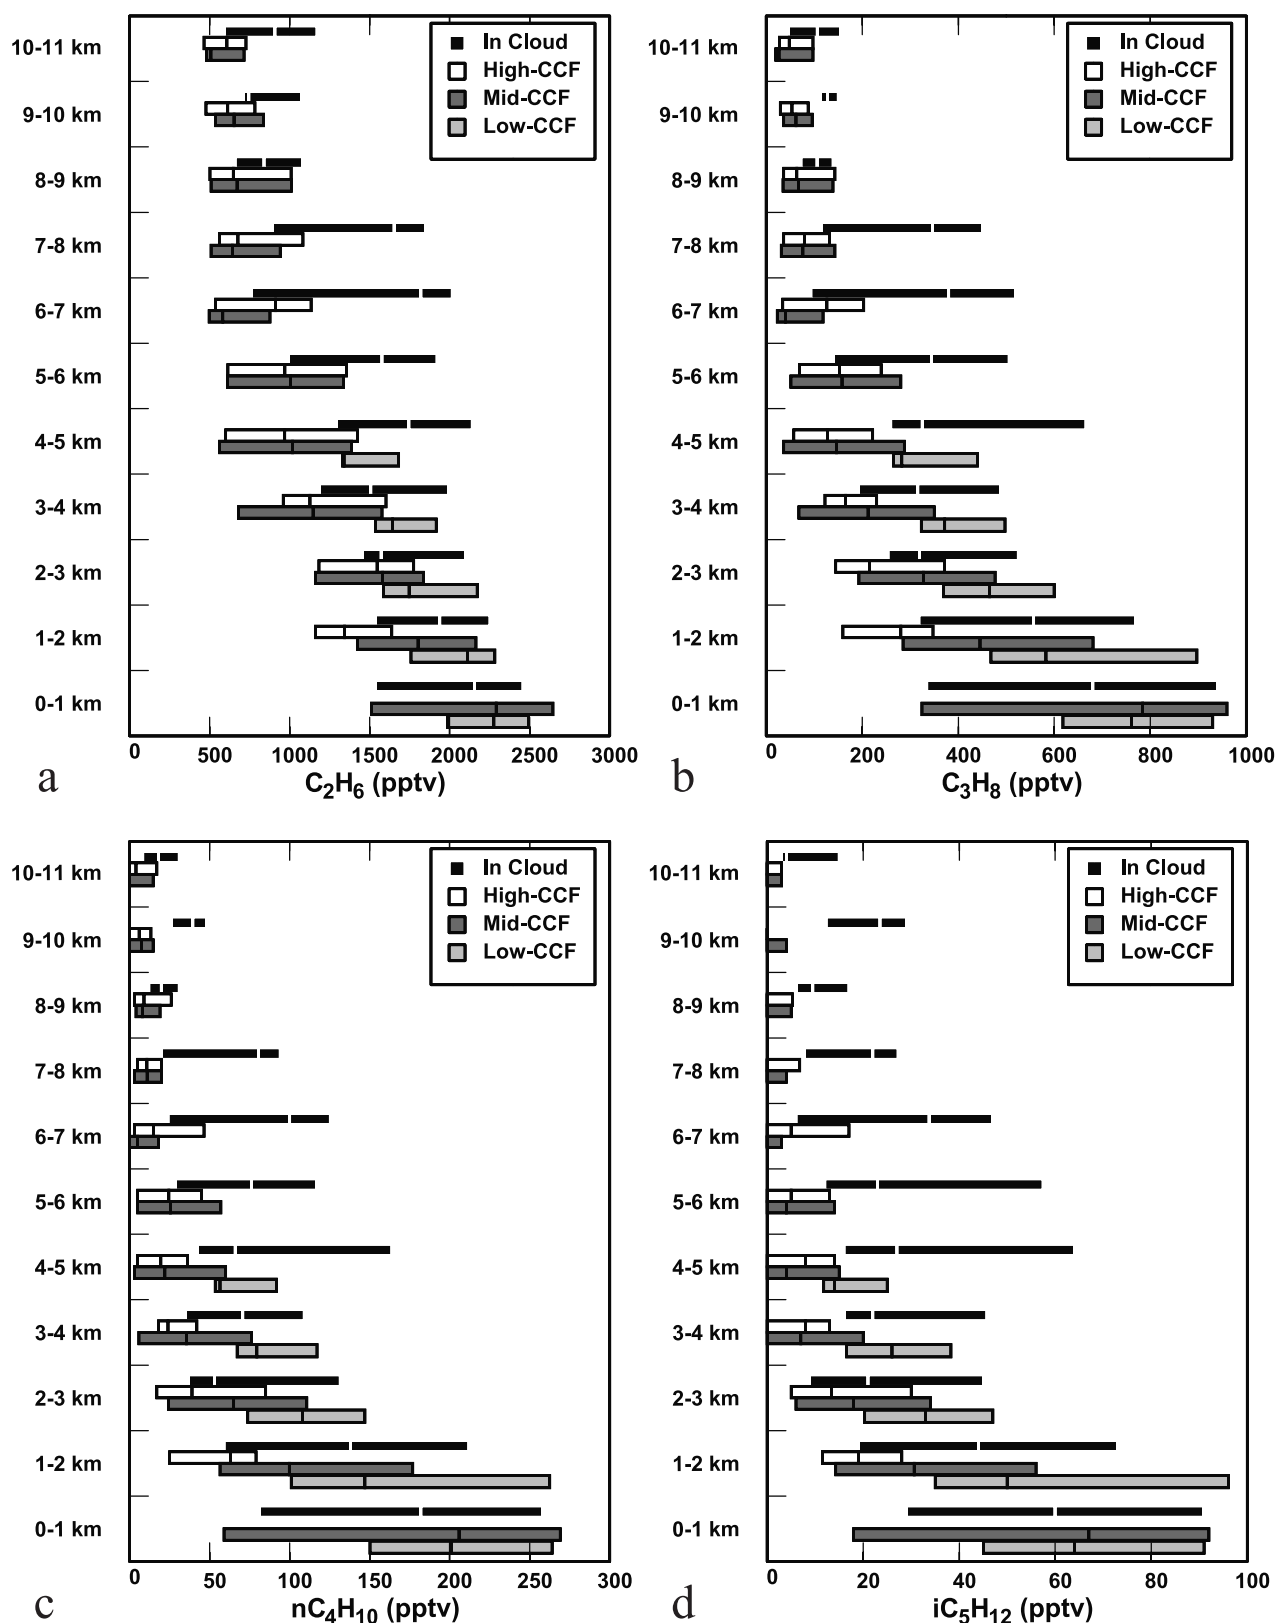 10-11 km
9-10 km
8-9 km
7-8 km
6-7 km
5-6 km
4-5 km
3-4 km
2-3 km
1-2 km
0-1 km
In Cloud
High-CCF
Mid-CCF
Low-CCF
0 500 1000 1500 2000 2500 3000
a C2H6 (pptv)
10-11 km
9-10 km
8-9 km
7-8 km
6-7 km
5-6 km
4-5 km
3-4 km
2-3 km
1-2 km
0-1 km
In Cloud
High-CCF
Mid-CCF
Low-CCF
0 200 400 600 800 1000
b C3H8 (pptv)
10-11 km
9-10 km
8-9 km
7-8 km
6-7 km
5-6 km
4-5 km
3-4 km
2-3 km
1-2 km
0-1 km
In Cloud
High-CCF
Mid-CCF
Low-CCF
0 50 100 150 200 250 300
c nC4H10 (pptv)
10-11 km
9-10 km
8-9 km
7-8 km
6-7 km
5-6 km
4-5 km
3-4 km
2-3 km
1-2 km
0-1 km
In Cloud
High-CCF
Mid-CCF
Low-CCF
0 20 40 60 80 100
d iC5H12 (pptv)